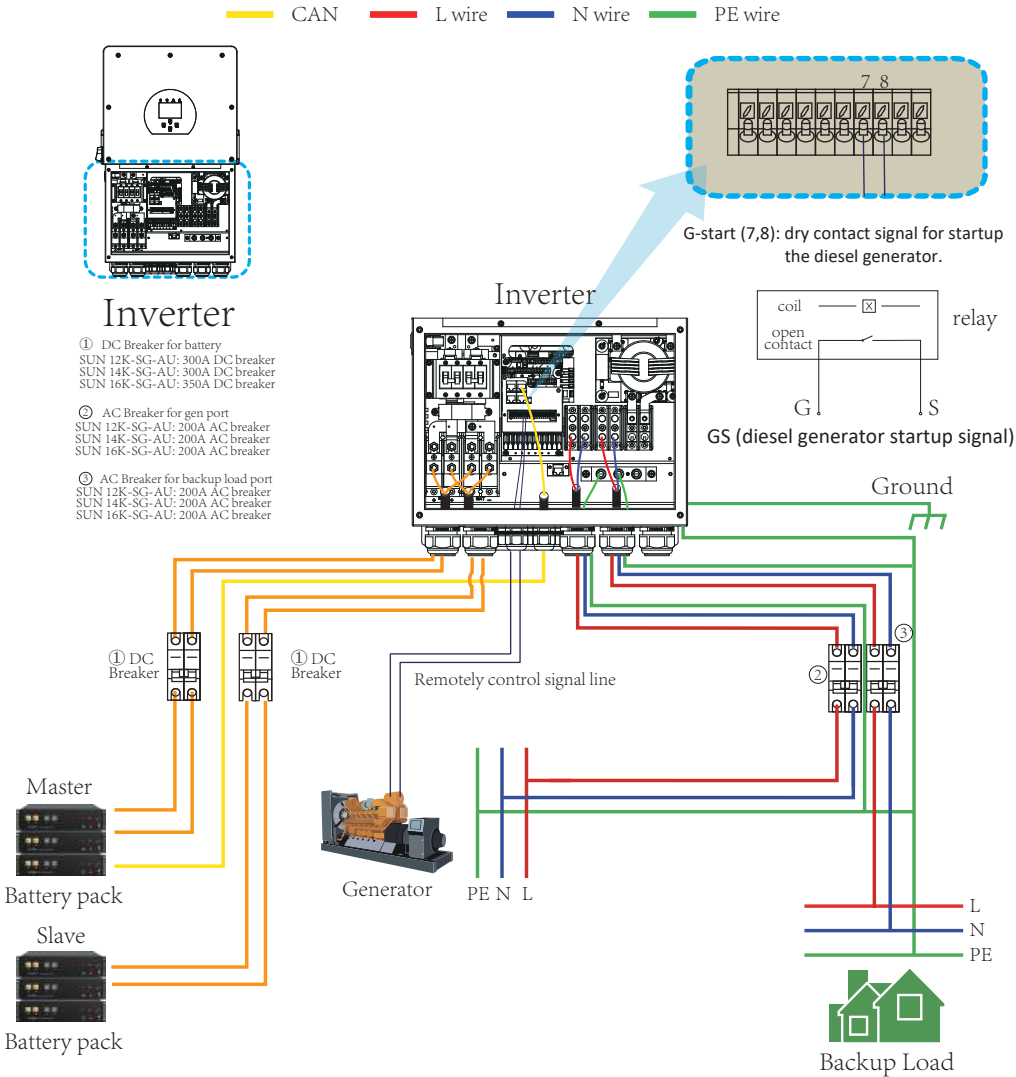 CAN
L wire
N wire
PE wire
7 8
G-start (7,8): dry contact signal for startup
the diesel generator.
Inverter
① DC Breaker for battery
SUN 12K-SG-AU: 300A DC breaker
SUN 14K-SG-AU: 300A DC breaker
SUN 16K-SG-AU: 350A DC breaker
② AC Breaker for gen port
SUN 12K-SG-AU: 200A AC breaker
SUN 14K-SG-AU: 200A AC breaker
SUN 16K-SG-AU: 200A AC breaker
③ AC Breaker for backup load port
SUN 12K-SG-AU: 200A AC breaker
SUN 14K-SG-AU: 200A AC breaker
SUN 16K-SG-AU: 200A AC breaker
Inverter
coil
open
contact
relay
G
S
GS (diesel generator startup signal)
Ground
① DC
Breaker
① DC
Breaker
Remotely control signal line
②
③
Master
Battery pack
Slave
Battery pack
Generator
PE N L
L
N
PE
Backup Load